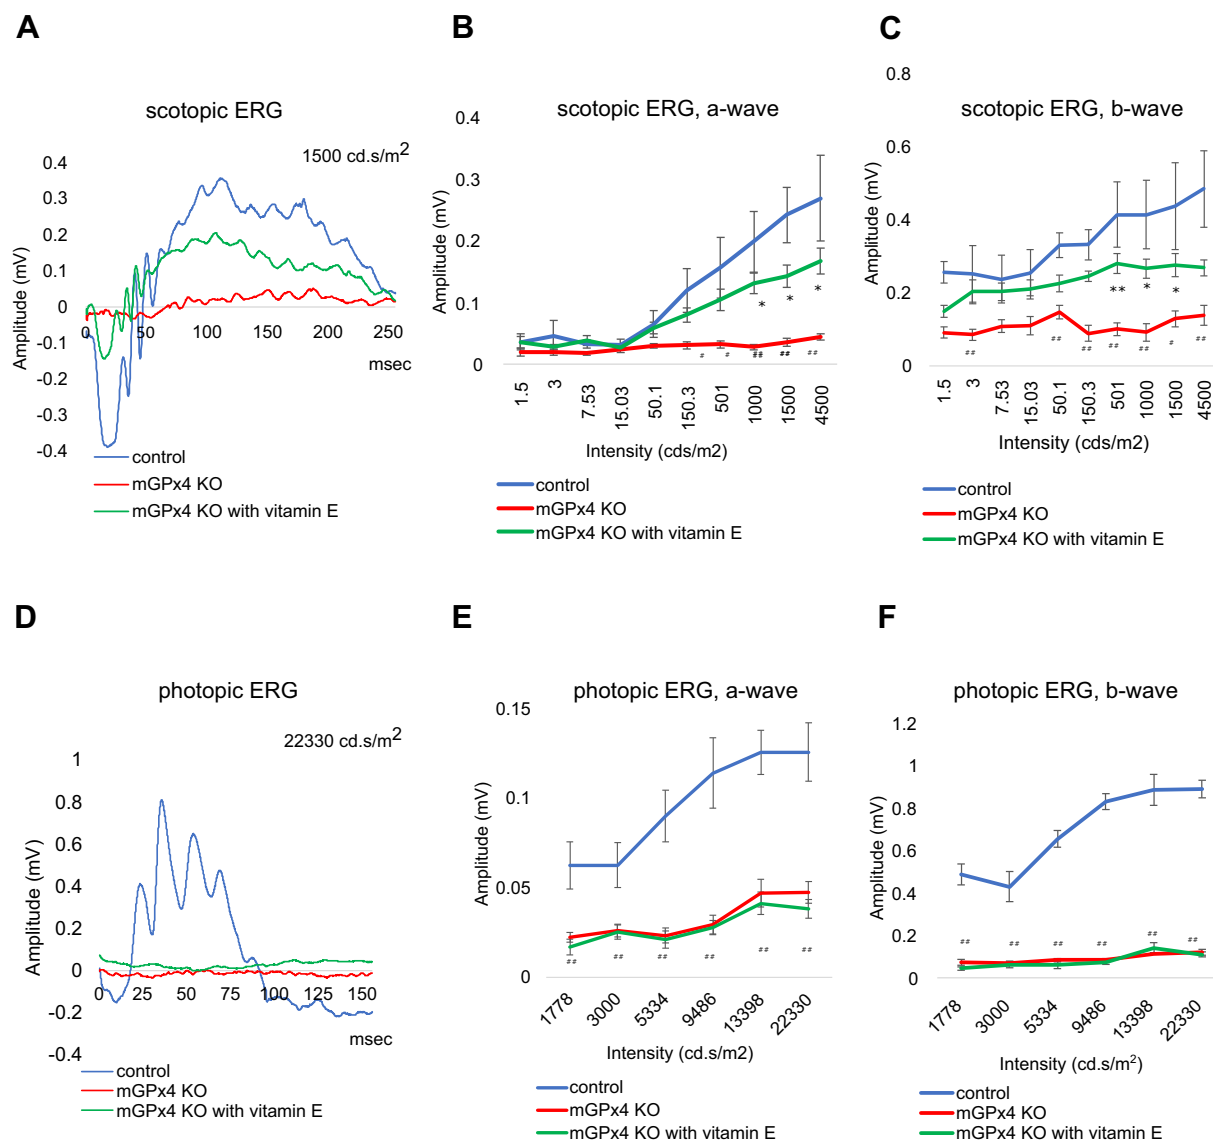 A
scotopic ERG
1500 cd.s/m2
Amplitude (mV)
0.4
0.3
0.2
0.1
0
-0.1
-0.2
-0.3
-0.4
0 50 100 150 200 250
msec
control
mGPx4 KO
mGPx4 KO with vitamin E
B
scotopic ERG, a-wave
Amplitude (mV)
0.4
0.3
0.2
0.1
0
* * *
# # ## ## ##
1.5 3 7.53 15.03 50.1 150.3 501 1000 1500 4500
Intensity (cds/m2)
control
mGPx4 KO
mGPx4 KO with vitamin E
C
scotopic ERG, b-wave
Amplitude (mV)
0.8
0.6
0.4
0.2
0
** * *
## ## ## ## ## # ##
1.5 3 7.53 15.03 50.1 150.3 501 1000 1500 4500
Intensity (cds/m2)
control
mGPx4 KO
mGPx4 KO with vitamin E
D
photopic ERG
22330 cd.s/m2
Amplitude (mV)
1
0.8
0.6
0.4
0.2
0
-0.2
-0.4
0 25 50 75 100 125 150
msec
control
mGPx4 KO
mGPx4 KO with vitamin E
E
photopic ERG, a-wave
Amplitude (mV)
0.15
0.1
0.05
0
## ## ## ## ## ##
1778 3000 5334 9486 13398 22330
Intensity (cd.s/m2)
control
mGPx4 KO
mGPx4 KO with vitamin E
F
photopic ERG, b-wave
Amplitude (mV)
1.2
1
0.8
0.6
0.4
0.2
0
## ## ## ## ## ##
1778 3000 5334 9486 13398 22330
Intensity (cd.s/m²)
control
mGPx4 KO
mGPx4 KO with vitamin E